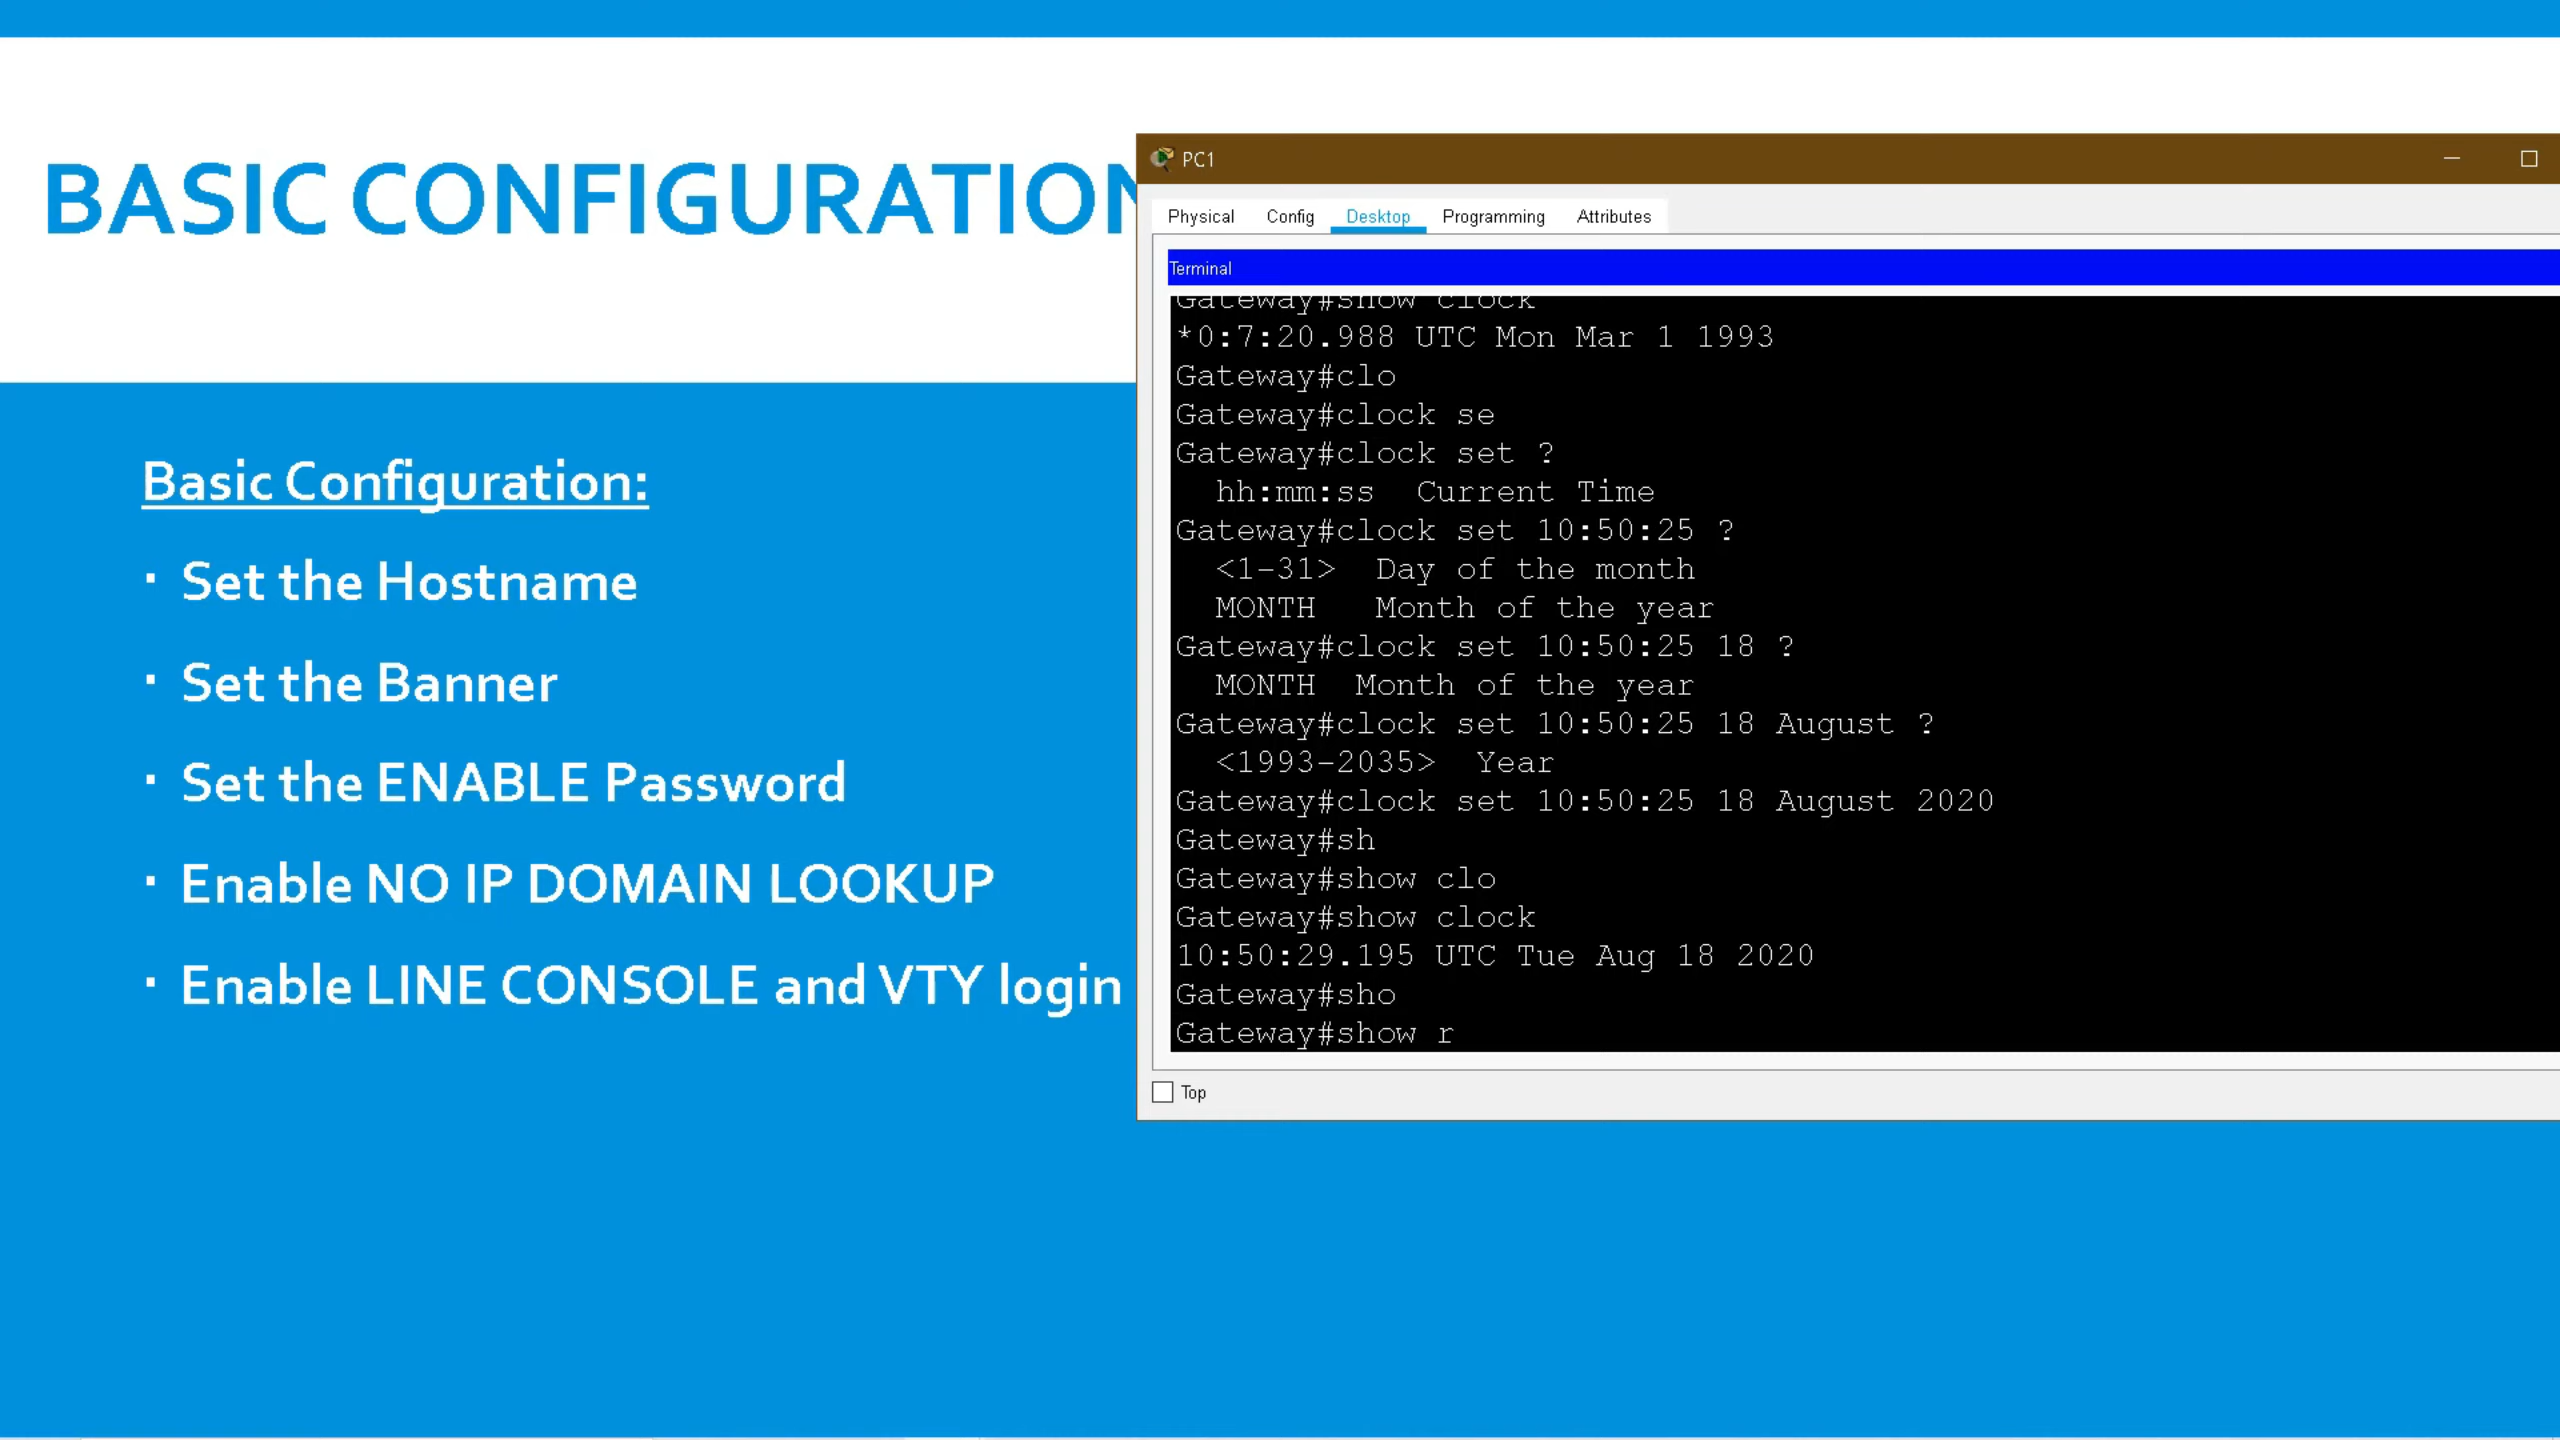 BASIC CONFIGURATION
Basic Configuration:
▪ Set the Hostname
▪ Set the Banner
▪ Set the ENABLE Password
▪ Enable NO IP DOMAIN LOOKUP
▪ Enable LINE CONSOLE and VTY login
PC1
Physical Config Desktop Programming Attributes
Terminal
Gateway#show clock
*0:7:20.988 UTC Mon Mar 1 1993
Gateway#clo
Gateway#clock se
Gateway#clock set ?
hh:mm:ss Current Time
Gateway#clock set 10:50:25 ?
<1-31> Day of the month
MONTH Month of the year
Gateway#clock set 10:50:25 18 ?
MONTH Month of the year
Gateway#clock set 10:50:25 18 August ?
<1993-2035> Year
Gateway#clock set 10:50:25 18 August 2020
Gateway#sh
Gateway#show clo
Gateway#show clock
10:50:29.195 UTC Tue Aug 18 2020
Gateway#sho
Gateway#show r
Top